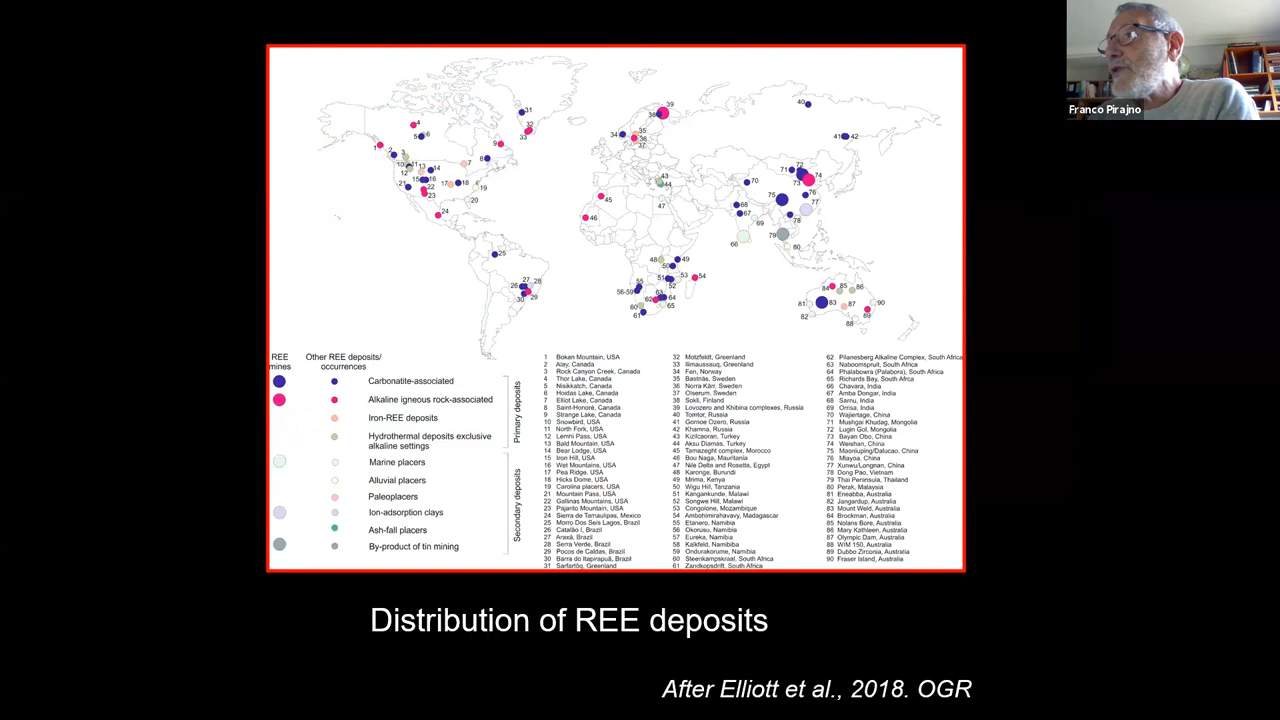 Franco Pirajno
REE mines
Other REE deposits/ occurrences
Carbonatite-associated
Alkaline igneous rock-associated
Iron-REE deposits
Hydrothermal deposits exclusive alkaline settings
Primary deposits
Marine placers
Alluvial placers
Paleoplacers
Ion-adsorption clays
Ash-fall placers
By-product of tin mining
Secondary deposits
1 Bokan Mountain, USA
2 Alay, Canada
3 Rock Canyon Creek, Canada
4 Thor Lake, Canada
5 Nisikkatch, Canada
6 Hoidas Lake, Canada
7 Elliot Lake, Canada
8 Saint-Honoré, Canada
9 Strange Lake, Canada
10 Snowbird, USA
11 North Fork, USA
12 Lemhi Pass, USA
13 Bald Mountain, USA
14 Bear Lodge, USA
15 Iron Hill, USA
16 Wet Mountains, USA
17 Pea Ridge, USA
18 Hicks Dome, USA
19 Carolina placers, USA
21 Mountain Pass, USA
22 Gallinas Mountains, USA
23 Pajarito Mountain, USA
24 Sierra de Tamaulipas, Mexico
25 Morro Dos Seis Lagos, Brazil
26 Catalão I, Brazil
27 Araxá, Brazil
28 Serra Verde, Brazil
29 Pocos de Caldas, Brazil
30 Barra do Itapirapuã, Brazil
31 Sarfartôq, Greenland
32 Motzfeldt, Greenland
33 Ilimaussaq, Greenland
34 Fen, Norway
35 Bastnäs, Sweden
36 Norra Kärr, Sweden
37 Olserum, Sweden
38 Sokli, Finland
39 Lovozero and Khibina complexes, Russia
40 Tomtor, Russia
41 Gornoe Ozero, Russia
42 Khamna, Russia
43 Kizilcaoran, Turkey
44 Aksu Diamas, Turkey
45 Tamazeght complex, Morocco
46 Bou Naga, Mauritania
47 Nile Delta and Rosetta, Egypt
48 Karonge, Burundi
49 Mrima, Kenya
50 Wigu Hill, Tanzania
51 Kangankunde, Malawi
52 Songwe Hill, Malawi
53 Congolone, Mozambique
54 Ambohimirahavavy, Madagascar
55 Etaneno, Namibia
56 Okorusu, Namibia
57 Eureka, Namibia
58 Kalkfeld, Namibiba
59 Ondurakorume, Namibia
60 Steenkampskraal, South Africa
61 Zandkopsdrift, South Africa
62 Pilanesberg Alkaline Complex, South Africa
63 Naboomspruit, South Africa
64 Phalabowra (Palabora), South Africa
65 Richards Bay, South Africa
66 Chavara, India
67 Amba Dongar, India
68 Sarnu, India
69 Orrisa, India
70 Wajiertage, China
71 Mushgai Khudag, Mongolia
72 Lugin Gol, Mongolia
73 Bayan Obo, China
74 Weishan, China
75 Maoniuping/Dalucao, China
76 Miaoya, China
77 Xunwu/Longnan, China
78 Dong Pao, Vietnam
79 Thai Peninsula, Thailand
80 Perak, Malaysia
81 Eneabba, Australia
82 Jangardup, Australia
83 Mount Weld, Australia
84 Brockman, Australia
85 Nolans Bore, Australia
86 Mary Kathleen, Australia
87 Olympic Dam, Australia
88 WIM 150, Australia
89 Dubbo Zirconia, Australia
90 Fraser Island, Australia
Distribution of REE deposits
After Elliott et al., 2018. OGR